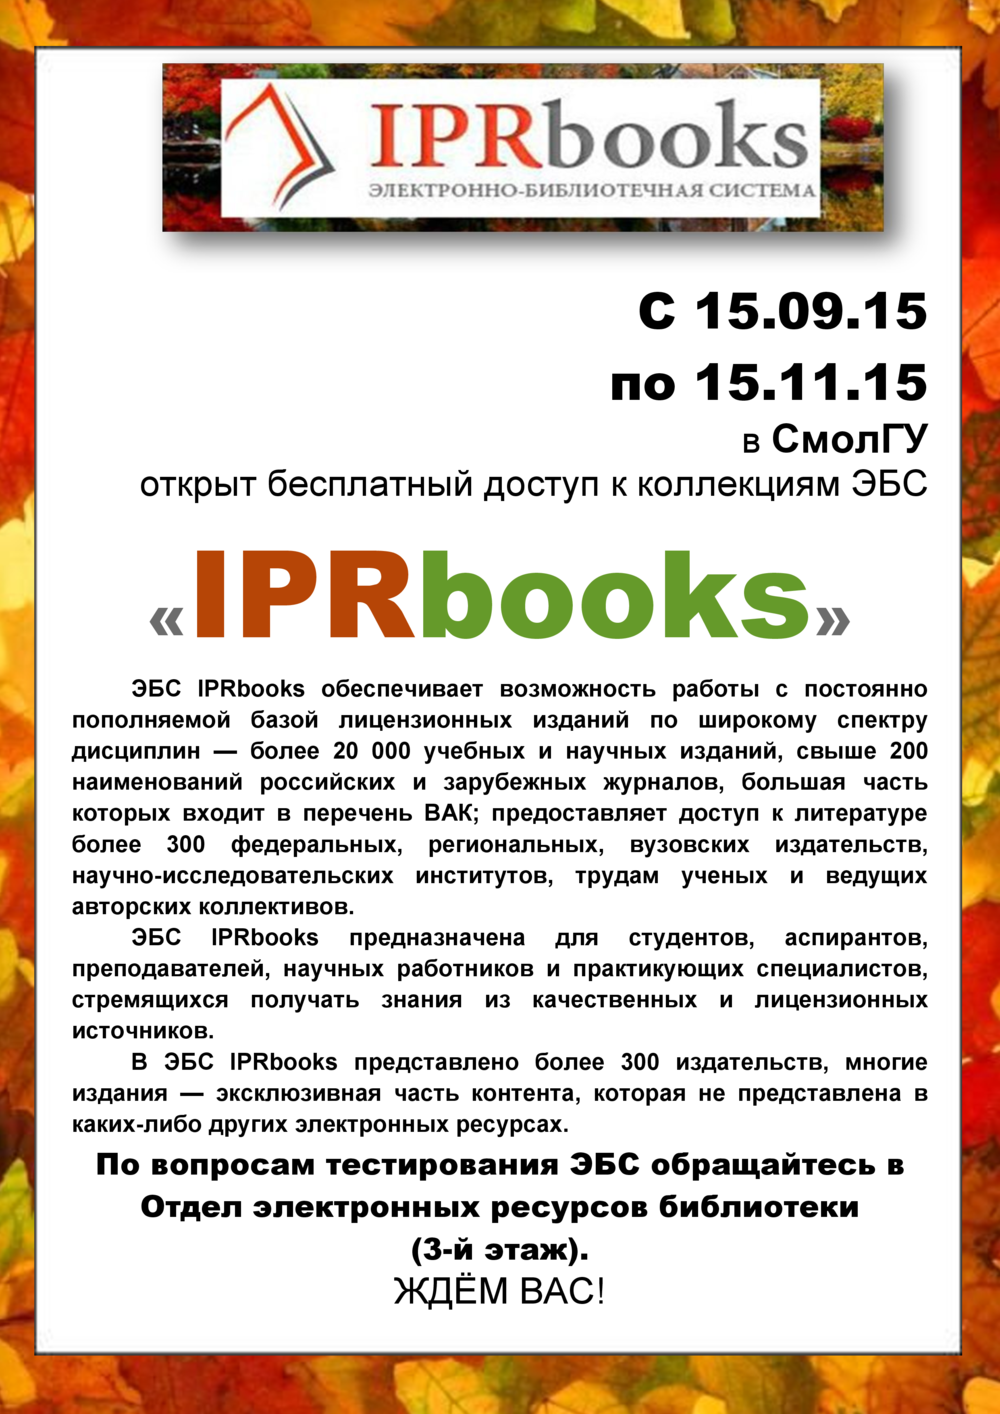 IPRbooks
ЭЛЕКТРОННО-БИБЛИОТЕЧНАЯ СИСТЕМА
С 15.09.15
по 15.11.15
в СмолГУ
открыт бесплатный доступ к коллекциям ЭБС
«IPRbooks»
ЭБС IPRbooks обеспечивает возможность работы с постоянно
пополняемой базой лицензионных изданий по широкому спектру
дисциплин — более 20 000 учебных и научных изданий, свыше 200
наименований российских и зарубежных журналов, большая часть
которых входит в перечень ВАК; предоставляет доступ к литературе
более 300 федеральных, региональных, вузовских издательств,
научно-исследовательских институтов, трудам ученых и ведущих
авторских коллективов.
ЭБС IPRbooks предназначена для студентов, аспирантов,
преподавателей, научных работников и практикующих специалистов,
стремящихся получать знания из качественных и лицензионных
источников.
В ЭБС IPRbooks представлено более 300 издательств, многие
издания — эксклюзивная часть контента, которая не представлена в
каких-либо других электронных ресурсах.
По вопросам тестирования ЭБС обращайтесь в
Отдел электронных ресурсов библиотеки
(3-й этаж).
ЖДЁМ ВАС!